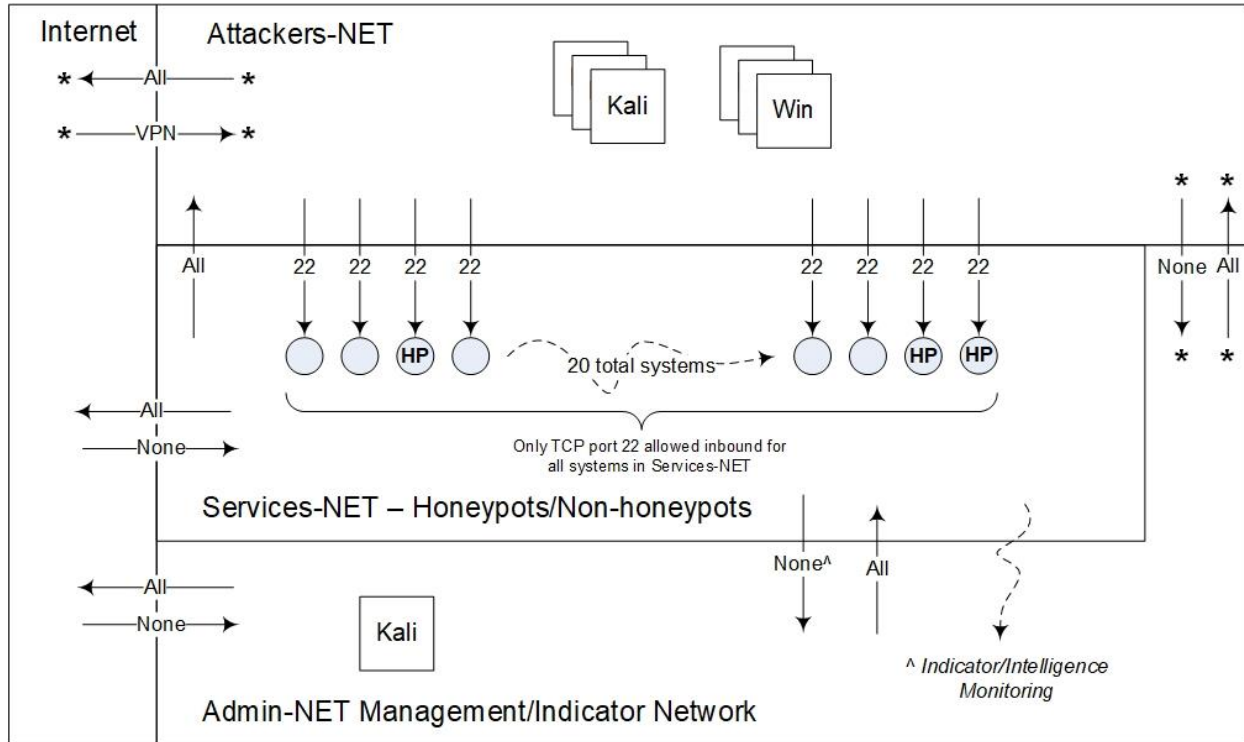 Internet
Attackers-NET
* All *
* VPN *
Kali
Win
* *
All
22 22 22 22
22 22 22 22
None All
HP
20 total systems
HP HP
* *
All
None
Only TCP port 22 allowed inbound for
all systems in Services-NET
Services-NET – Honeypots/Non-honeypots
None^ All
All
None
Kali
^ Indicator/Intelligence
Monitoring
Admin-NET Management/Indicator Network